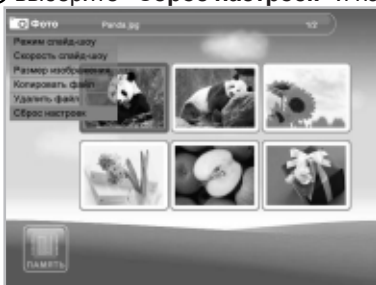 выберите "Сброс настроек" и на
Фото Panda.jpg 1/2
Режим слайд-шоу
Скорость слайд-шоу
Размер изображения
Копировать файл
Удалить файл
Сброс настроек
ПАМЯТЬ